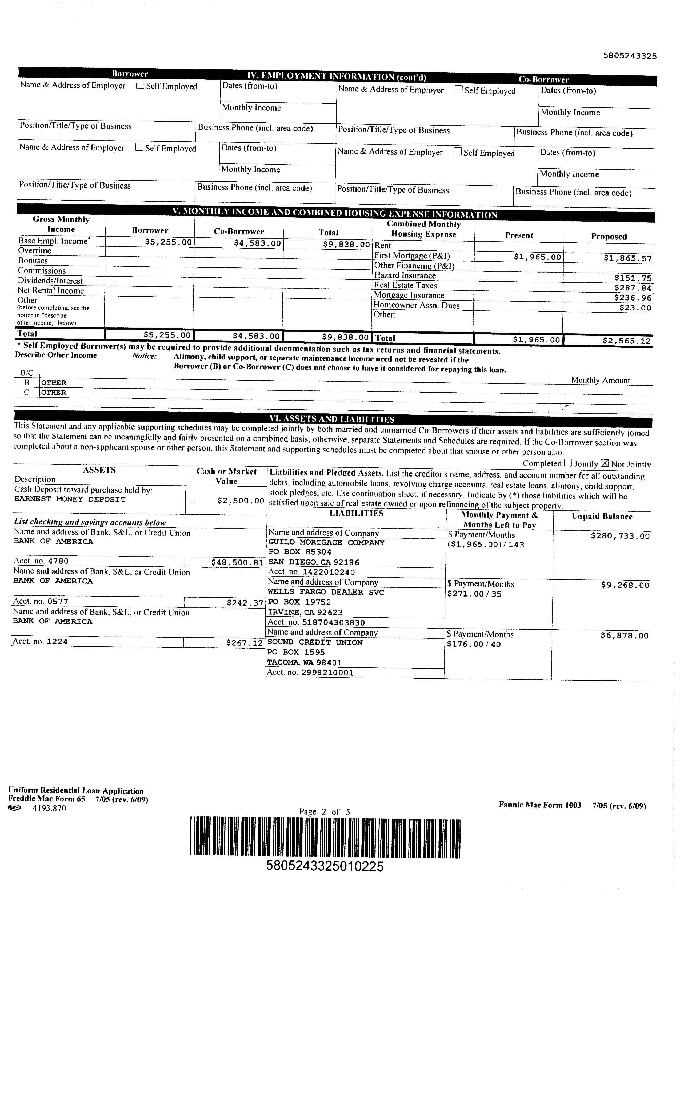 5805243325
Borrower IV. EMPLOYMENT INFORMATION (cont'd) Co-Borrower
Name & Address of Employer Self Employed Dates (from-to) Name & Address of Employer Self Employed Dates (from-to)
Monthly Income Monthly Income
Position/Title/Type of Business Business Phone (incl. area code) Position/Title/Type of Business Business Phone (incl. area code)
Name & Address of Employer Self Employed Dates (from-to) Name & Address of Employer Self Employed Dates (from-to)
Monthly Income Monthly Income
Position/Title/Type of Business Business Phone (incl. area code) Position/Title/Type of Business Business Phone (incl. area code)
V. MONTHLY INCOME AND COMBINED HOUSING EXPENSE INFORMATION
Gross Monthly Income Borrower Co-Borrower Total Combined Monthly Housing Expense Present Proposed
Base Empl. Income* $5,255.00 $4,583.00 $9,838.00 Rent
Overtime First Mortgage (P&I) $1,965.00 $1,865.57
Bonuses Other Financing (P&I)
Commissions Hazard Insurance $151.75
Dividends/Interest Real Estate Taxes $287.84
Net Rental Income Mortgage Insurance $236.96
Other Homeowner Assn. Dues $23.00
(before completing, see the Other:
notice in "describe
other income," below)
Total $5,255.00 $4,583.00 $9,838.00 Total $1,965.00 $2,565.12
* Self Employed Borrower(s) may be required to provide additional documentation such as tax returns and financial statements.
Describe Other Income Notice: Alimony, child support, or separate maintenance income need not be revealed if the
Borrower (B) or Co-Borrower (C) does not choose to have it considered for repaying this loan.
B/C Monthly Amount
B OTHER
C OTHER
VI. ASSETS AND LIABILITIES
This Statement and any applicable supporting schedules may be completed jointly by both married and unmarried Co-Borrowers if their assets and liabilities are sufficiently joined
so that the Statement can be meaningfully and fairly presented on a combined basis, otherwise, separate Statements and Schedules are required. If the Co-Borrower section was
completed about a non-applicant spouse or other person, this Statement and supporting schedules must be completed about that spouse or other person also.
Completed Jointly Not Jointly
ASSETS Cash or Market Value
Description
Cash Deposit toward purchase held by:
EARNEST MONEY DEPOSIT $2,500.00
Liabilities and Pledged Assets. List the creditor's name, address, and account number for all outstanding
debts, including automobile loans, revolving charge accounts, real estate loans, alimony, child support,
stock pledges, etc. Use continuation sheet, if necessary. Indicate by (*) those liabilities which will be
satisfied upon sale of real estate owned or upon refinancing of the subject property.
LIABILITIES Monthly Payment & Months Left to Pay Unpaid Balance
List checking and savings accounts below
Name and address of Bank, S&L, or Credit Union
BANK OF AMERICA
Acct. no. 4780 $48,500.81
Name and address of Company $ Payment/Months $280,733.00
GUILD MORTGAGE COMPANY ($1,965.00)/143
PO BOX 85304
SAN DIEGO, CA 92186
Acct. no. 1422010240
Name and address of Bank, S&L, or Credit Union
BANK OF AMERICA
Acct. no. 0577 $242.37
Name and address of Company $ Payment/Months $9,268.00
WELLS FARGO DEALER SVC $271.00/35
PO BOX 19752
IRVINE, CA 92623
Acct. no. 518704303830
Name and address of Bank, S&L, or Credit Union
BANK OF AMERICA
Acct. no. 1224 $267.12
Name and address of Company $ Payment/Months $6,878.00
SOUND CREDIT UNION $176.00/40
PO BOX 1595
TACOMA, WA 98401
Acct. no. 2998210001
Uniform Residential Loan Application
Freddie Mac Form 65 7/05 (rev. 6/09) Fannie Mae Form 1003 7/05 (rev. 6/09)
4193.870 Page 2 of 5
5805243325010225